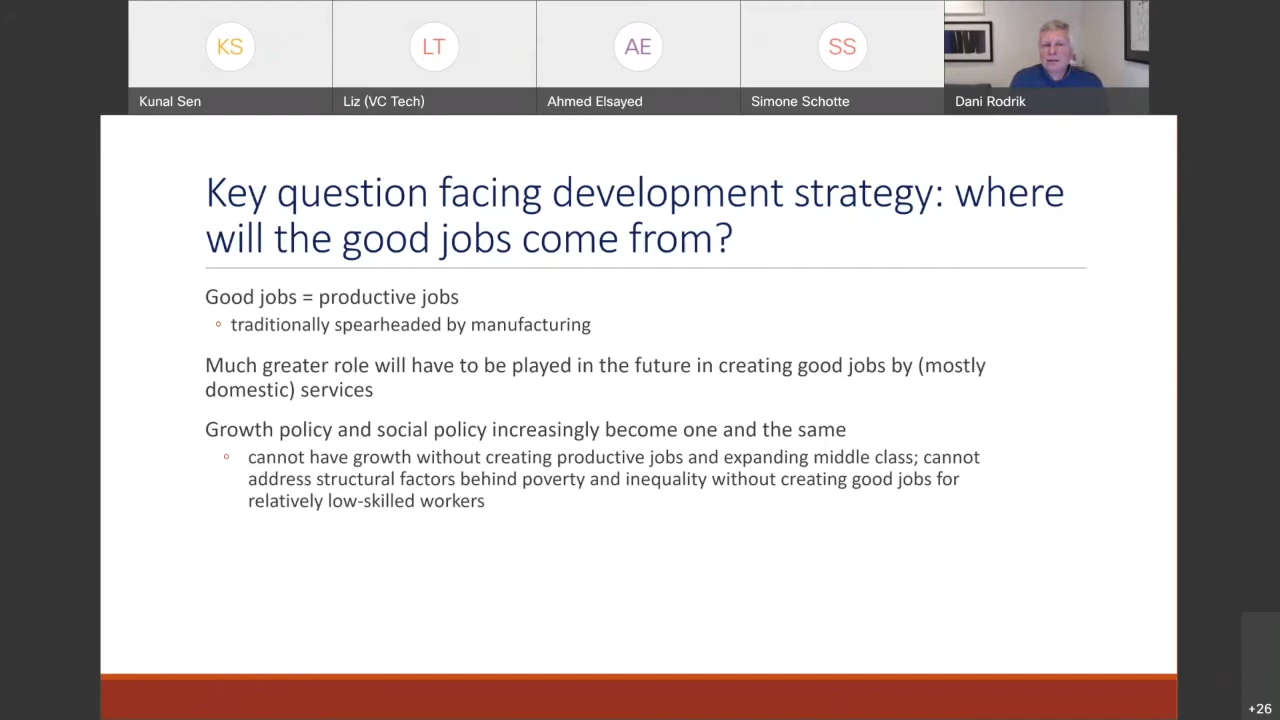 KS
LT
AE
SS
Kunal Sen
Liz (VC Tech)
Ahmed Elsayed
Simone Schotte
Dani Rodrik
Key question facing development strategy: where
will the good jobs come from?
Good jobs = productive jobs
◦ traditionally spearheaded by manufacturing
Much greater role will have to be played in the future in creating good jobs by (mostly
domestic) services
Growth policy and social policy increasingly become one and the same
◦ cannot have growth without creating productive jobs and expanding middle class; cannot
address structural factors behind poverty and inequality without creating good jobs for
relatively low-skilled workers
+26